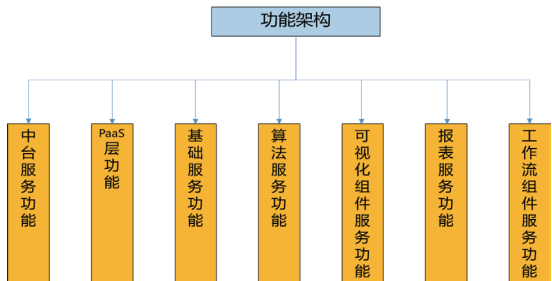 功能架构
中台服务功能
PaaS层功能
基础服务功能
算法服务功能
可视化组件服务功能
报表服务功能
工作流组件服务功能